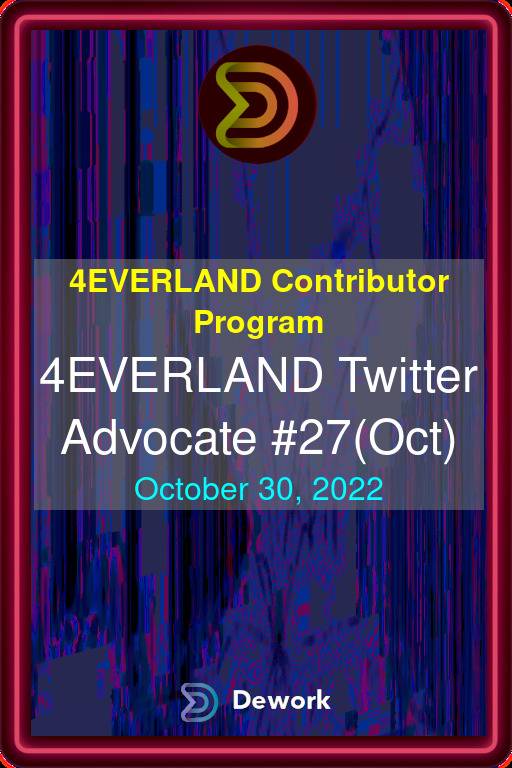 4EVERLAND Contributor
Program
4EVERLAND Twitter
Advocate #27(Oct)
October 30, 2022
Dework